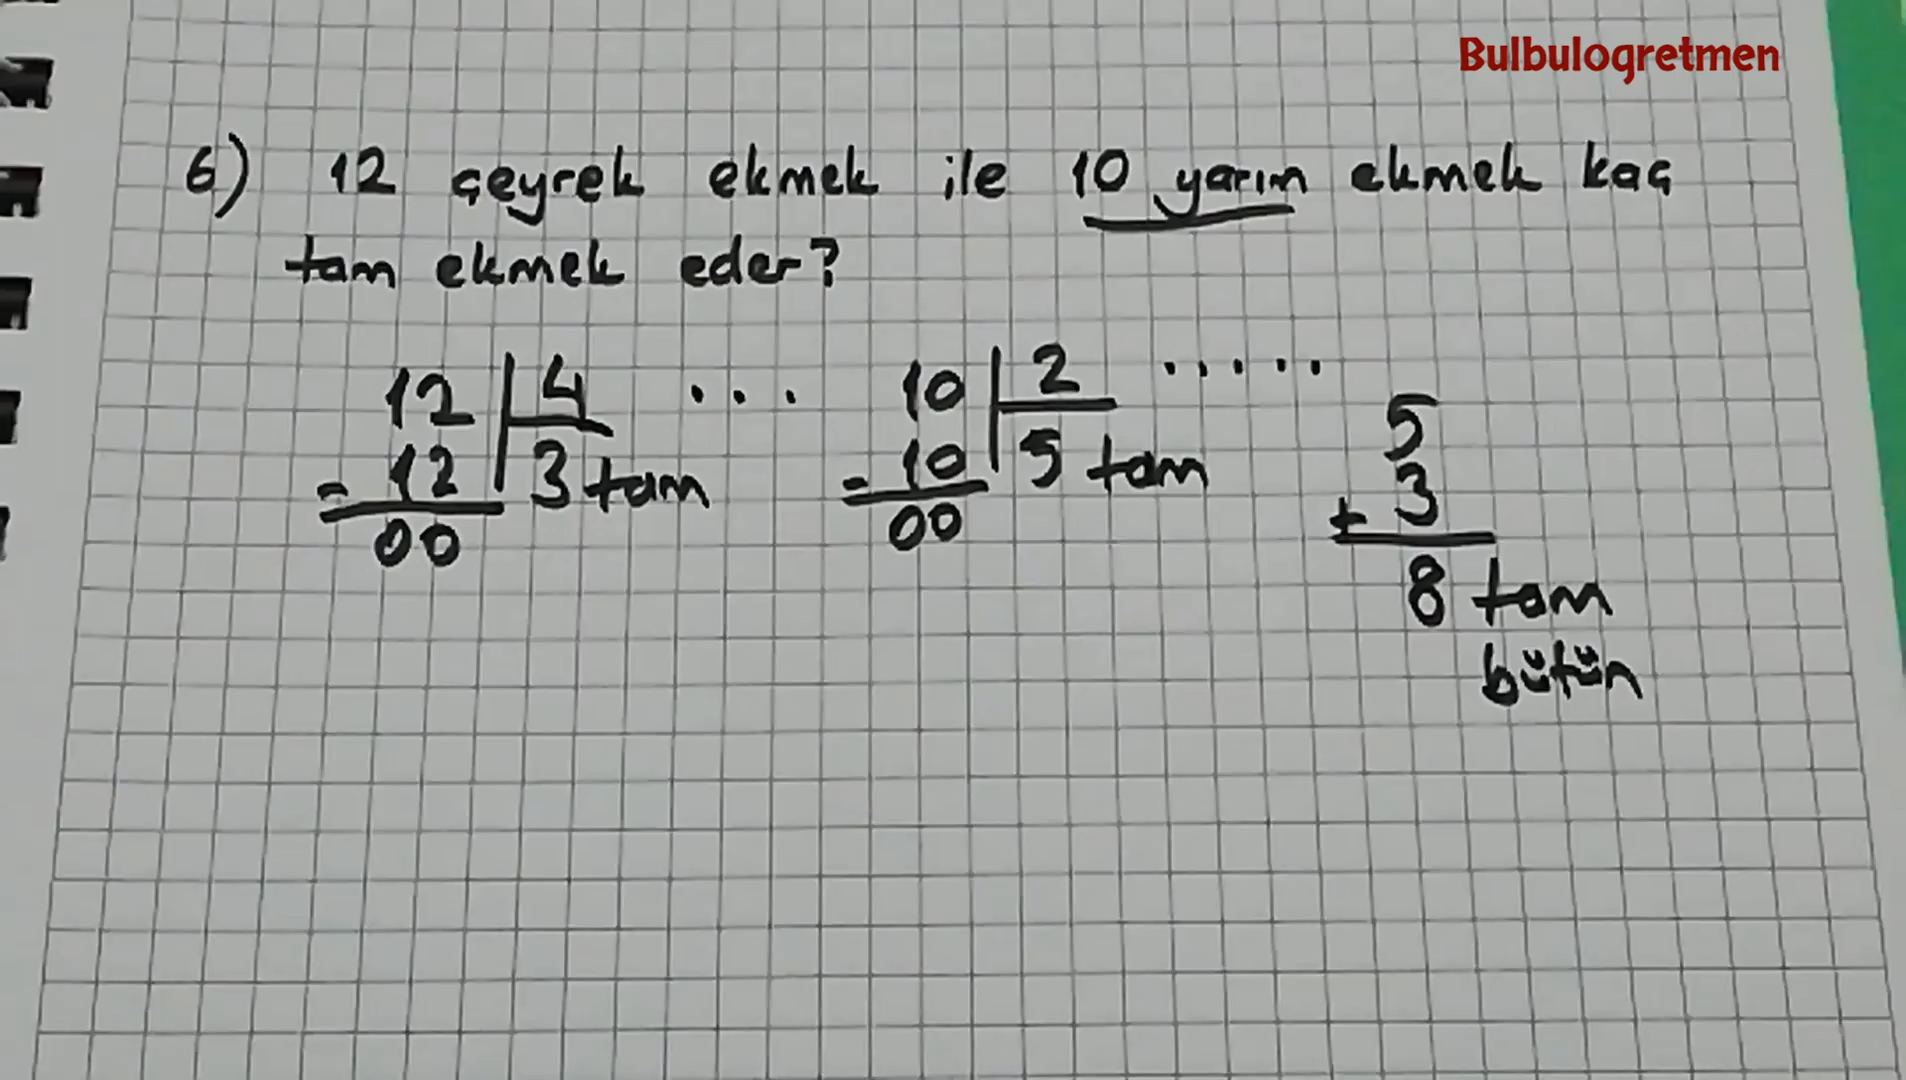 Bulbulogretmen
6) 12 çeyrek ekmek ile 10 yarım ekmek kaç
tam ekmek eder?
12 | 4 ... 10 | 2 .....
- 12 | 3 tam - 10 | 5 tam
00 00
5
+ 3
8 tam
bütün